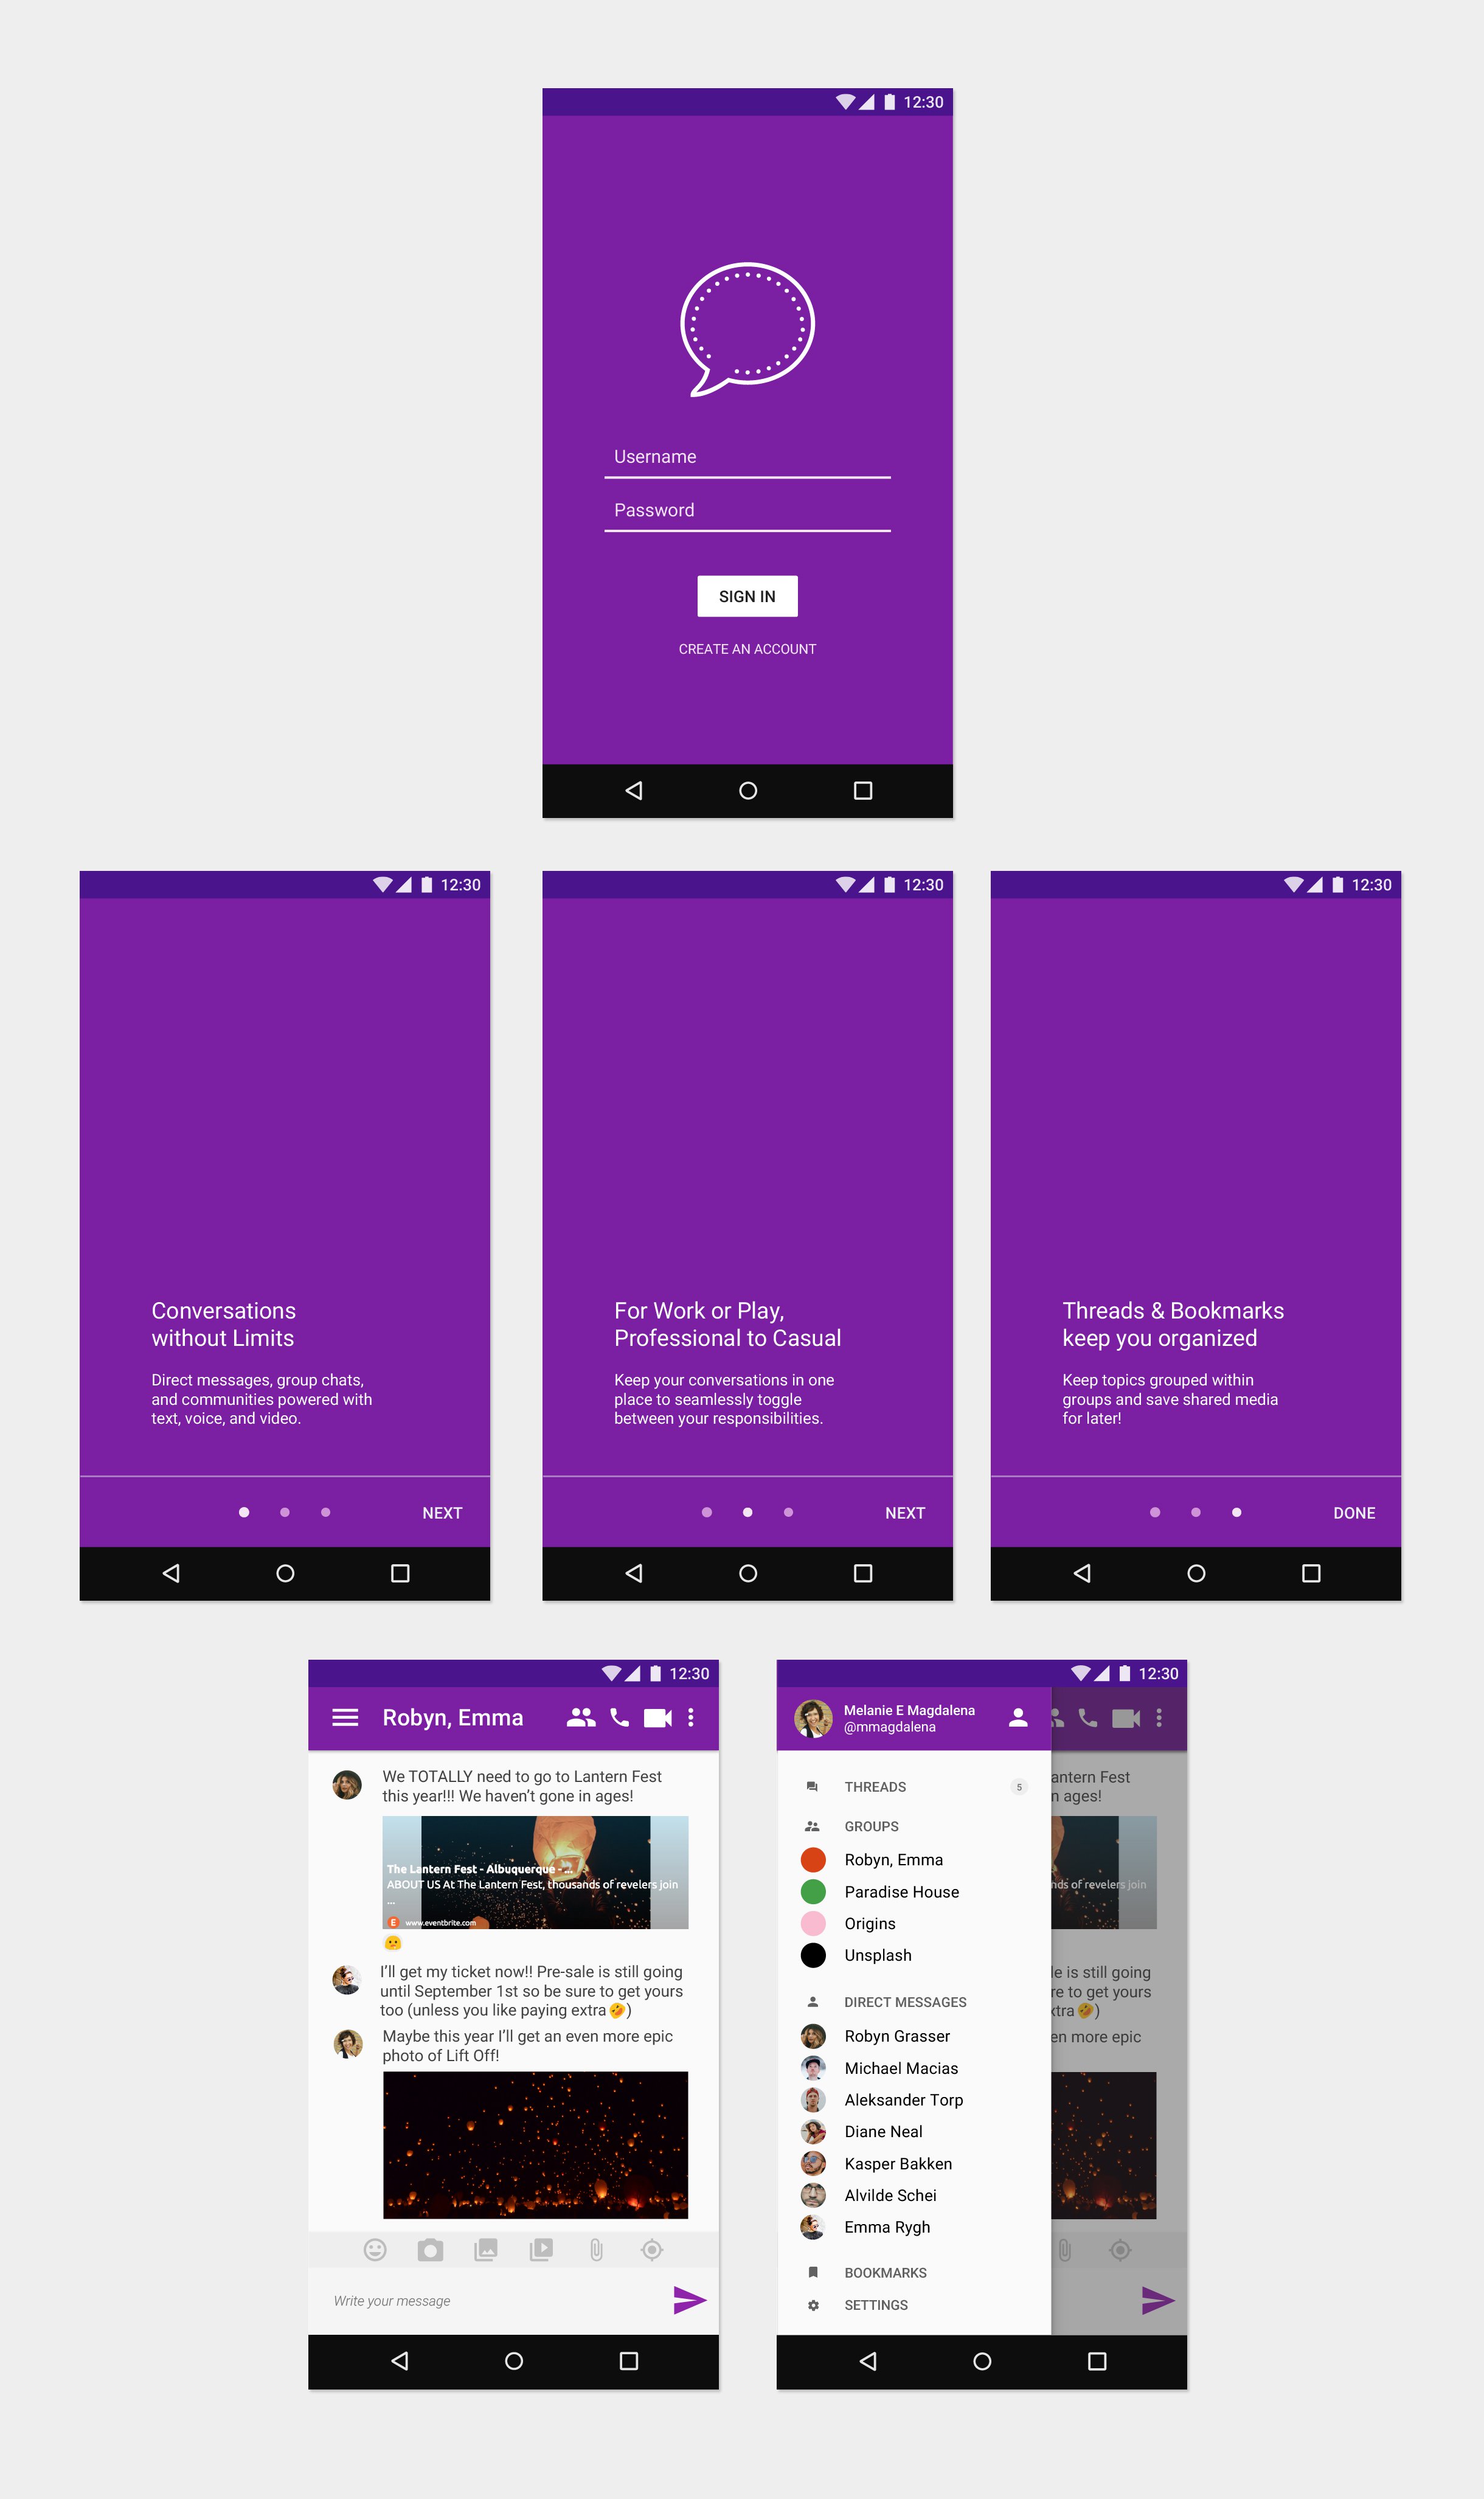 12:30
Username
Password
SIGN IN
CREATE AN ACCOUNT
12:30
Conversations
without Limits
Direct messages, group chats,
and communities powered with
text, voice, and video.
NEXT
12:30
For Work or Play,
Professional to Casual
Keep your conversations in one
place to seamlessly toggle
between your responsibilities.
NEXT
12:30
Threads & Bookmarks
keep you organized
Keep topics grouped within
groups and save shared media
for later!
DONE
12:30
Robyn, Emma
We TOTALLY need to go to Lantern Fest
this year!!! We haven’t gone in ages!
The Lantern Fest - Albuquerque - ...
ABOUT US At The Lantern Fest, thousands of revelers join
...
E www.eventbrite.com
I’ll get my ticket now!! Pre-sale is still going
until September 1st so be sure to get yours
too (unless you like paying extra 🤣)
Maybe this year I’ll get an even more epic
photo of Lift Off!
Write your message
12:30
Melanie E Magdalena
@mmagdalena
THREADS 5
GROUPS
Robyn, Emma
Paradise House
Origins
Unsplash
DIRECT MESSAGES
Robyn Grasser
Michael Macias
Aleksander Torp
Diane Neal
Kasper Bakken
Alvilde Schei
Emma Rygh
BOOKMARKS
SETTINGS
antern Fest
n ages!
nds of revelers join
le is still going
re to get yours
xtra 🤣)
en more epic